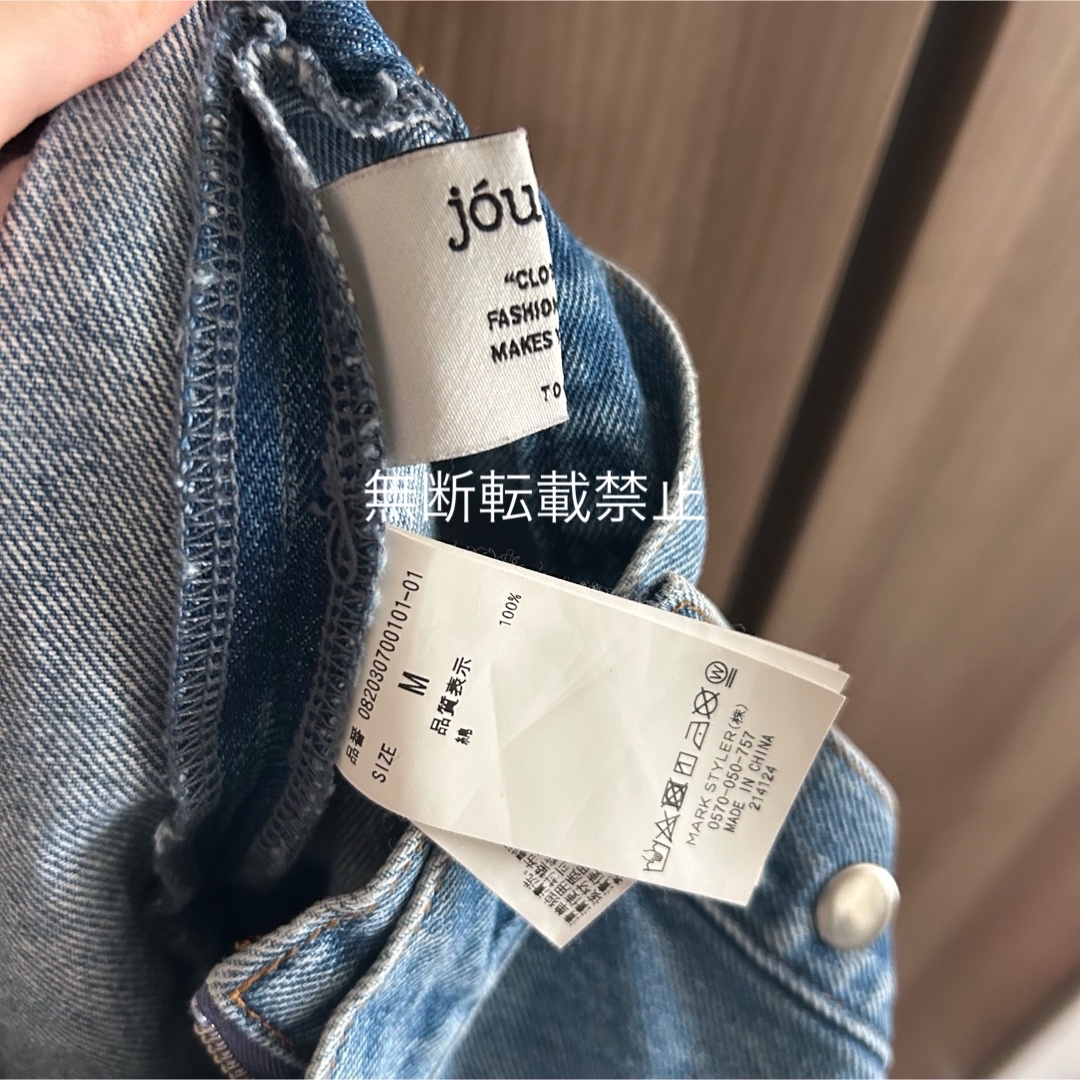 jóu
"CLO
FASHION
MAKES
TO
無断転載禁止
品番 082030700101-01
SIZE M
品質表示
綿 100%
MARK STYLER(株)
0570-050-757
MADE IN CHINA
214124